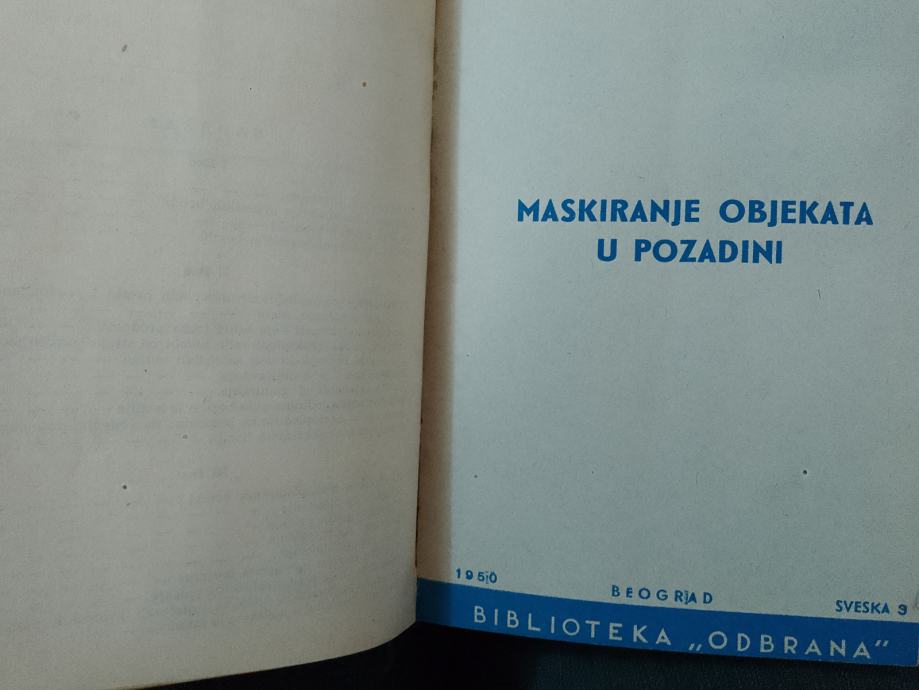 MASKIRANJE OBJEKATA
U POZADINI
1950
BEOGRAD
SVESKA 9
BIBLIOTEKA „ODBRANA“